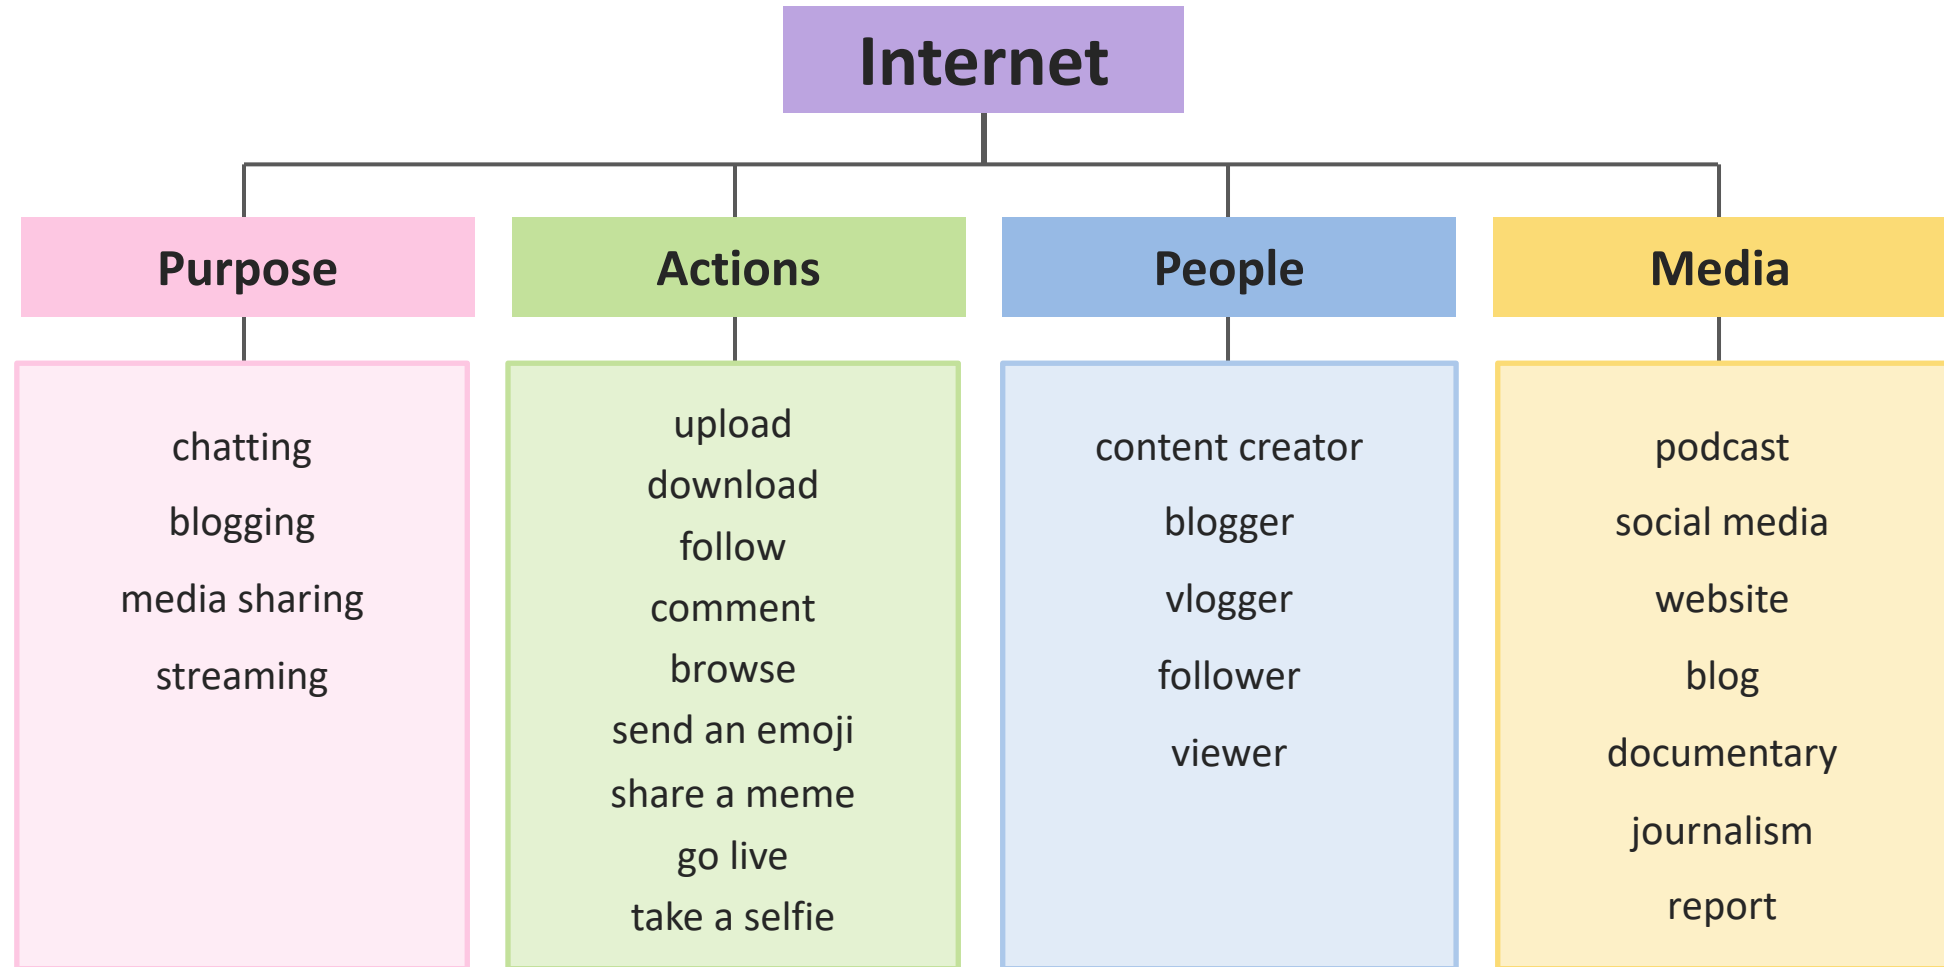 Internet
Purpose
Actions
People
Media
chatting
blogging
media sharing
streaming
upload
download
follow
comment
browse
send an emoji
share a meme
go live
take a selfie
content creator
blogger
vlogger
follower
viewer
podcast
social media
website
blog
documentary
journalism
report